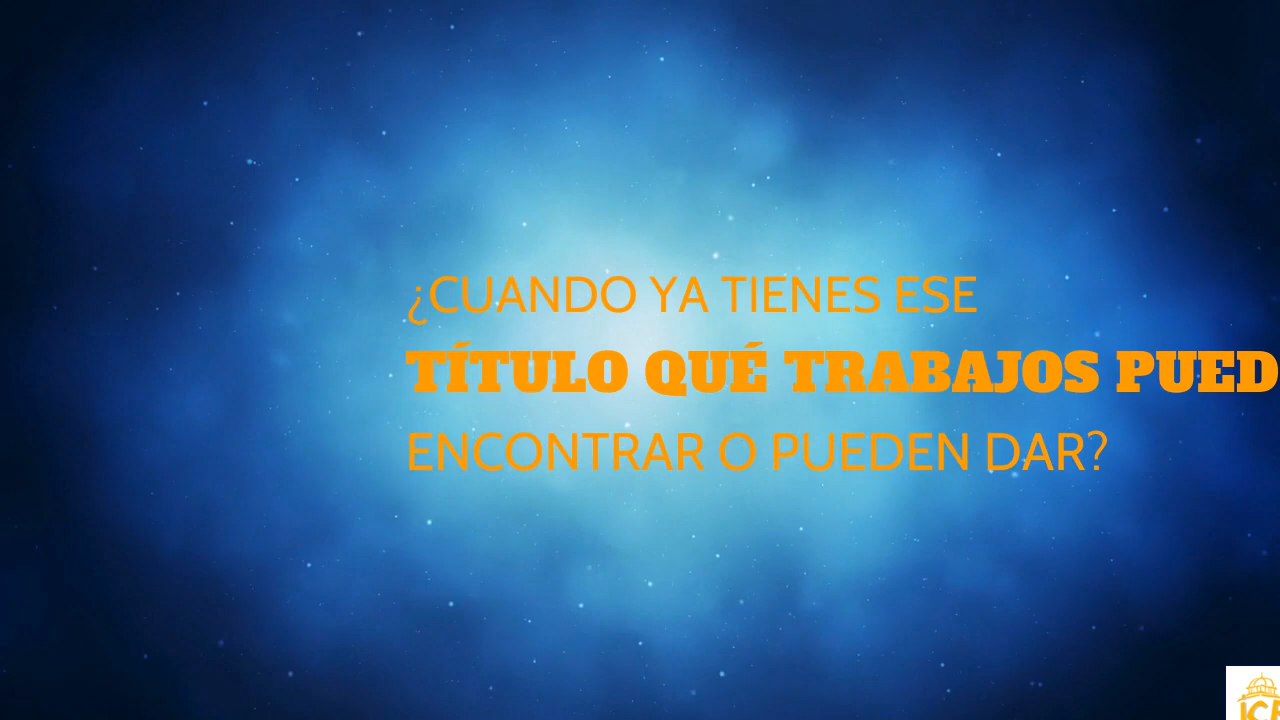 ¿CUANDO YA TIENES ESE
TÍTULO QUÉ TRABAJOS PUED
ENCONTRAR O PUEDEN DAR?